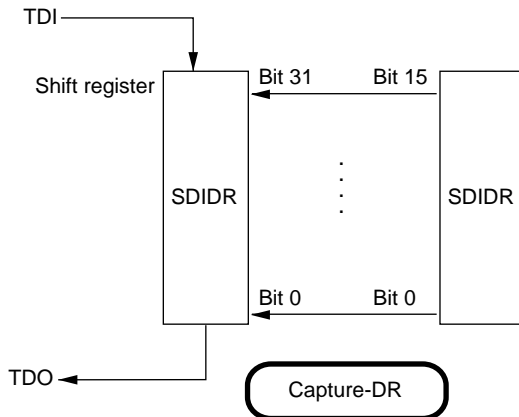 TDI
Shift register
Bit 31 Bit 15
SDIDR SDIDR
Bit 0 Bit 0
TDO
Capture-DR